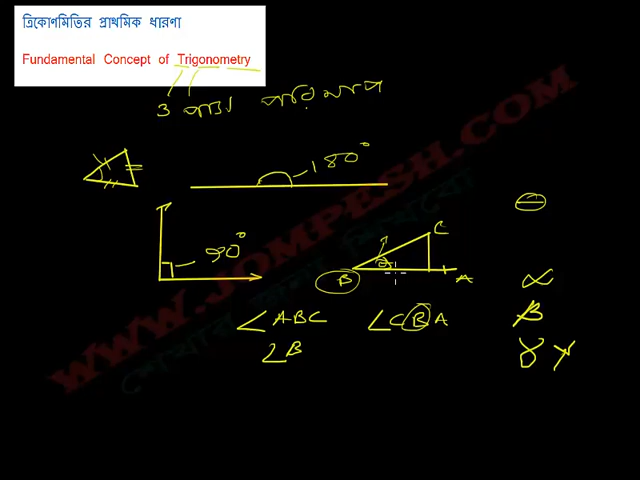 ত্রিকোণমিতির প্রাথমিক ধারণা
Fundamental Concept of Trigonometry
3 পরিমাপ
180°
90°
C
B A
∠ABC ∠CBA
∠B
θ
α
β
γ γ
WWW.JOMPESH.COM